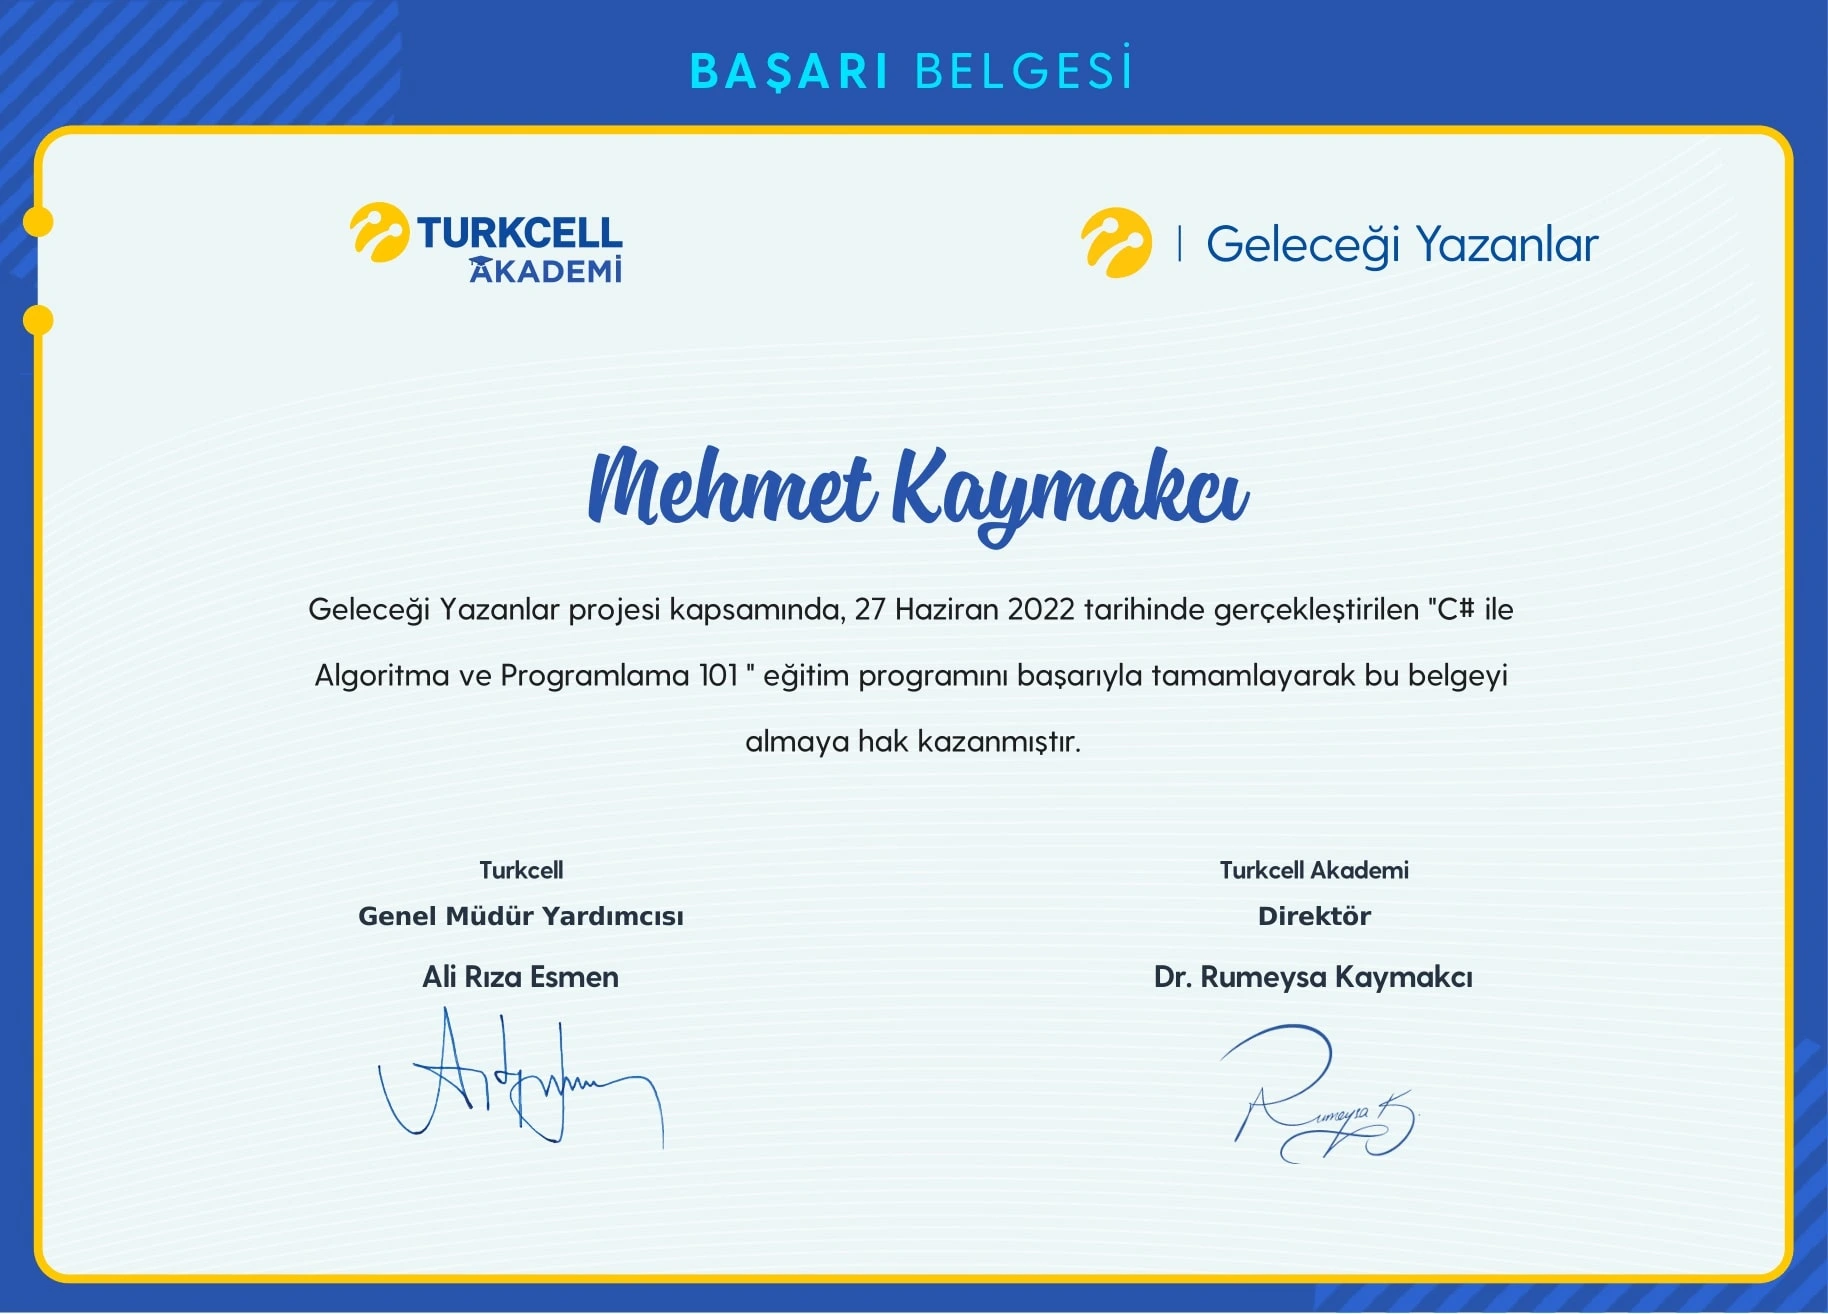 BAŞARI BELGESİ
TURKCELL
AKADEMİ
Geleceği Yazanlar
Mehmet Kaymakcı
Geleceği Yazanlar projesi kapsamında, 27 Haziran 2022 tarihinde gerçekleştirilen "C# ile
Algoritma ve Programlama 101 " eğitim programını başarıyla tamamlayarak bu belgeyi
almaya hak kazanmıştır.
Turkcell
Genel Müdür Yardımcısı
Ali Rıza Esmen
Turkcell Akademi
Direktör
Dr. Rumeysa Kaymakcı
Rumeysa K.